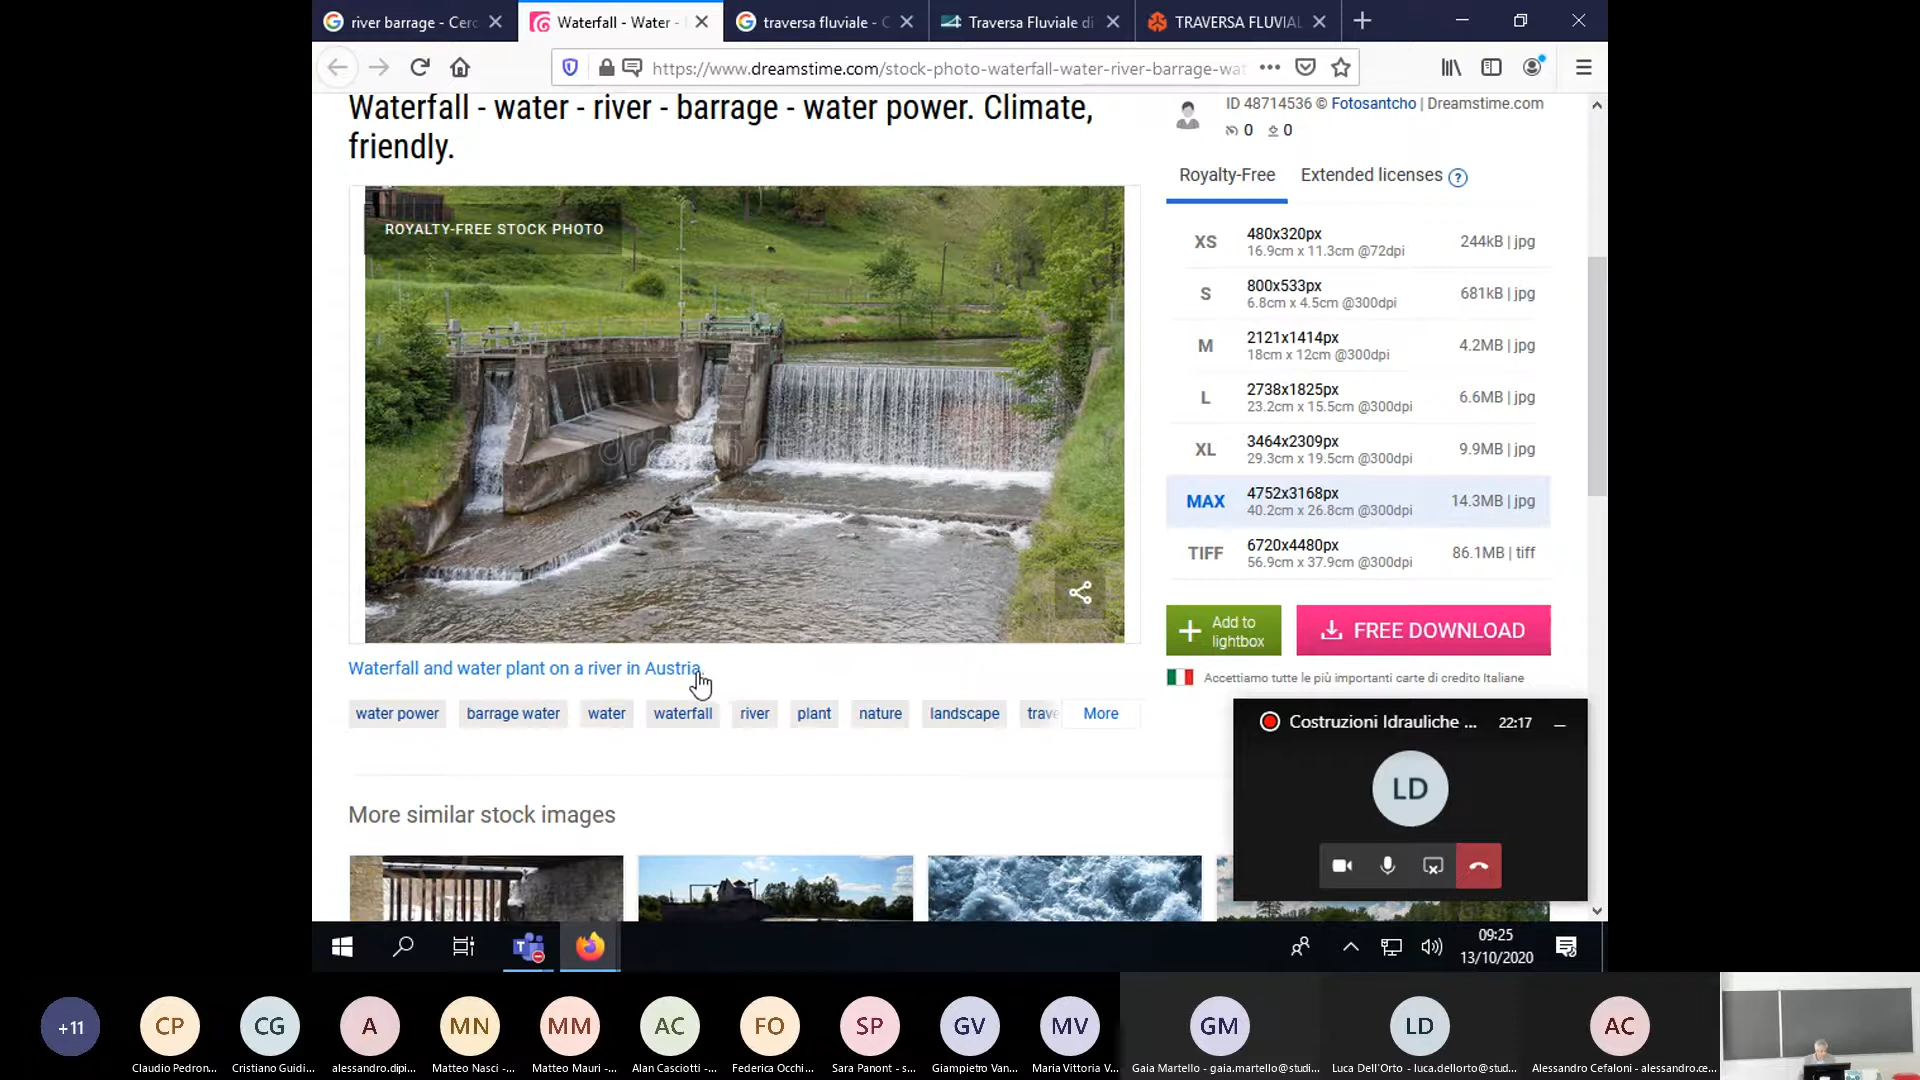 river barrage - Cerc
Waterfall - Water -
traversa fluviale - C
Traversa Fluviale di
TRAVERSA FLUVIAL
https://www.dreamstime.com/stock-photo-waterfall-water-river-barrage-wat
Waterfall - water - river - barrage - water power. Climate,
friendly.
ROYALTY-FREE STOCK PHOTO
Waterfall and water plant on a river in Austria.
water power
barrage water
water
waterfall
river
plant
nature
landscape
trave
More
More similar stock images
ID 48714536 © Fotosantcho | Dreamstime.com
0 0
Royalty-Free Extended licenses ?
XS 480x320px 244kB | jpg
16.9cm x 11.3cm @72dpi
S 800x533px 681kB | jpg
6.8cm x 4.5cm @300dpi
M 2121x1414px 4.2MB | jpg
18cm x 12cm @300dpi
L 2738x1825px 6.6MB | jpg
23.2cm x 15.5cm @300dpi
XL 3464x2309px 9.9MB | jpg
29.3cm x 19.5cm @300dpi
MAX 4752x3168px 14.3MB | jpg
40.2cm x 26.8cm @300dpi
TIFF 6720x4480px 86.1MB | tiff
56.9cm x 37.9cm @300dpi
Add to
lightbox
FREE DOWNLOAD
Accettiamo tutte le più importanti carte di credito Italiane
Costruzioni Idrauliche ... 22:17
LD
09:25
13/10/2020
+11
CP
Claudio Pedron...
CG
Cristiano Guidi...
A
alessandro.dipi...
MN
Matteo Nasci -...
MM
Matteo Mauri -...
AC
Alan Casciotti -...
FO
Federica Occhi...
SP
Sara Panont - s...
GV
Giampietro Van...
MV
Maria Vittoria V...
GM
Gaia Martello - gaia.martello@studi...
LD
Luca Dell'Orto - luca.dellorto@stud...
AC
Alessandro Cefaloni - alessandro.ce...